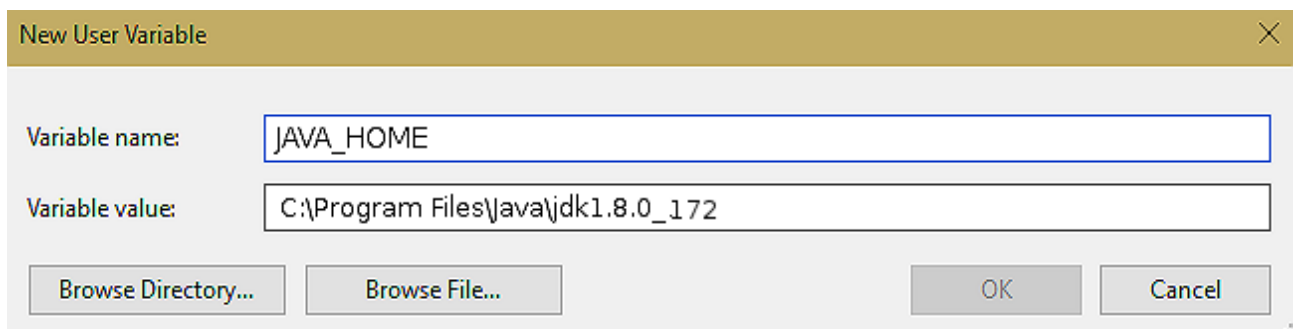 New User Variable
Variable name: JAVA_HOME
Variable value: C:\Program Files\Java\jdk1.8.0_172
Browse Directory... Browse File... OK Cancel